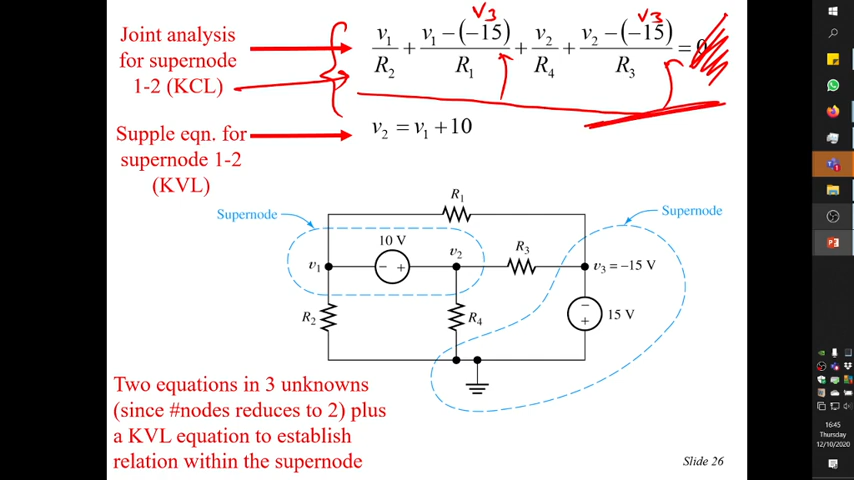 Joint analysis
for supernode
1-2 (KCL)
v3 v3
v1/R2 + v1 − (−15)/R1 + v2/R4 + v2 − (−15)/R3 = 0
Supple eqn. for
supernode 1-2
(KVL)
v2 = v1 + 10
R1
Supernode
Supernode
10 V
v1
− +
v2
R3
v3 = −15 V
R2
R4
−
+
15 V
Two equations in 3 unknowns
(since #nodes reduces to 2) plus
a KVL equation to establish
relation within the supernode
Slide 26
16:45
Thursday
12/10/2020